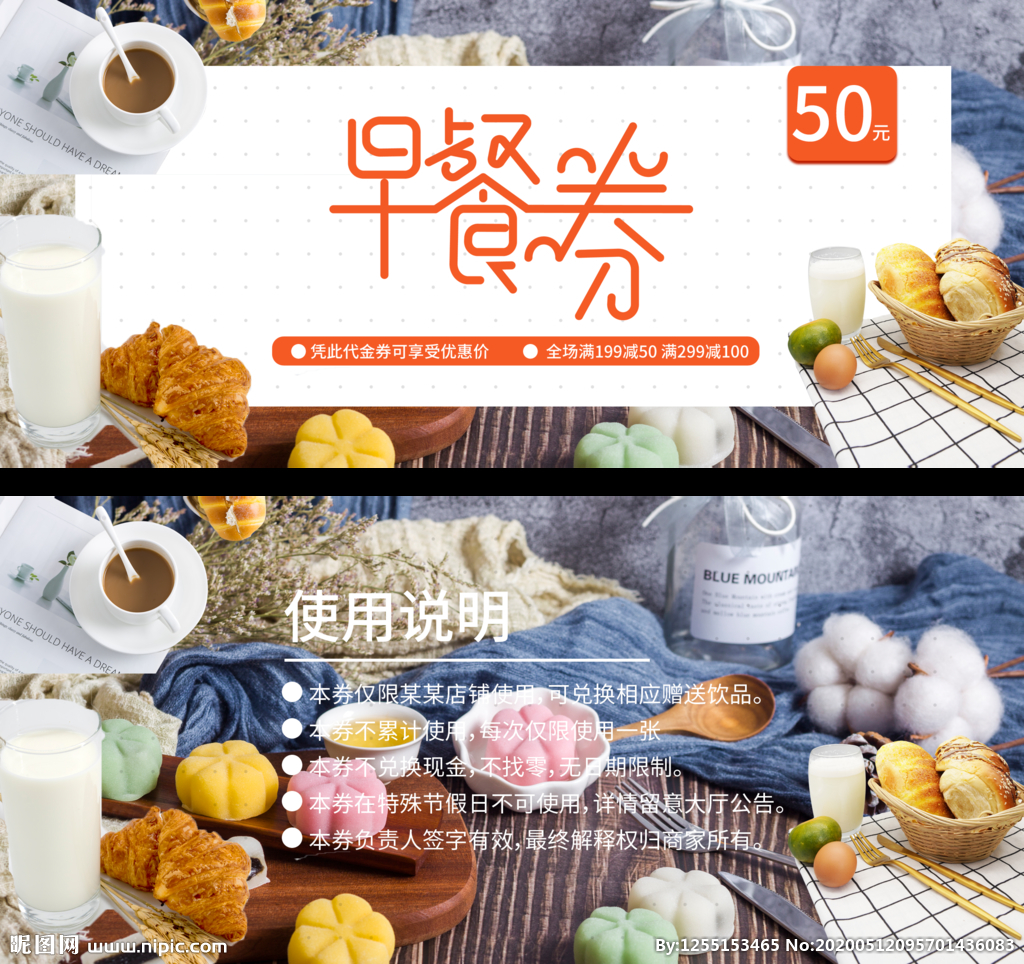 YONE SHOULD HAVE A DREAM
50元
早餐券
● 凭此代金券可享受优惠价 ● 全场满199减50 满299减100
YONE SHOULD HAVE A DREAM
BLUE MOUNTA
使用说明
● 本券仅限某某店铺使用，可兑换相应赠送饮品。
● 本券不累计使用，每次仅限使用一张
● 本券不兑换现金，不找零，无日期限制。
● 本券在特殊节假日不可使用，详情留意大厅公告。
● 本券负责人签字有效，最终解释权归商家所有。
昵图网 www.nipic.com
By:1255153465 No:20200512095701436083